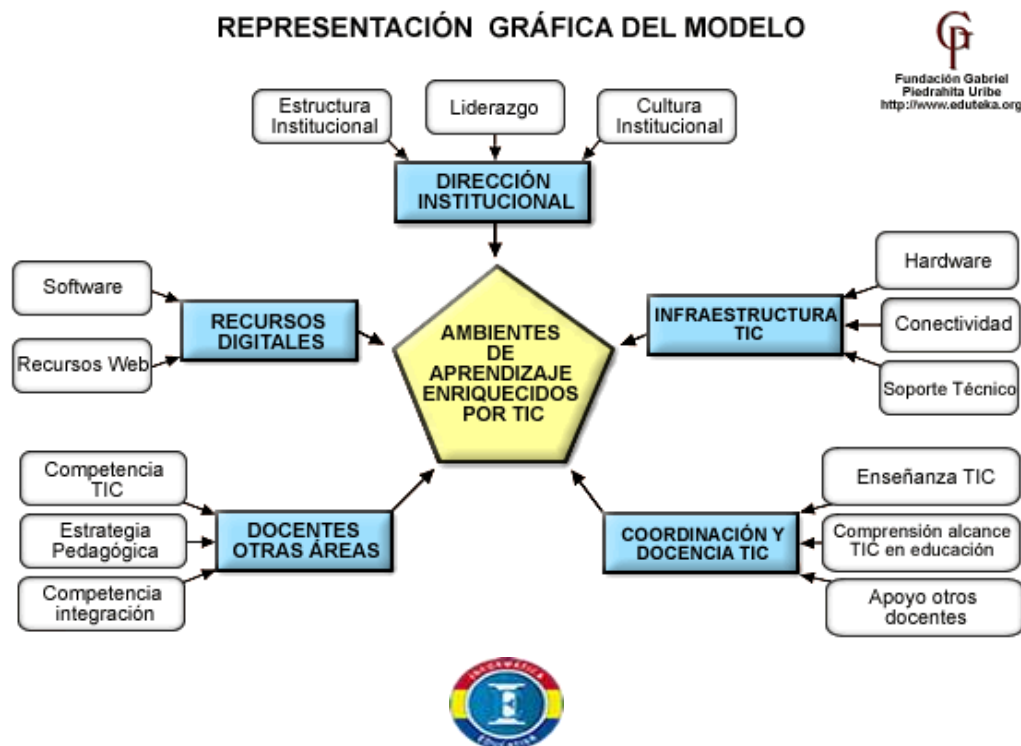 REPRESENTACIÓN GRÁFICA DEL MODELO
Fundación Gabriel
Piedrahita Uribe
http://www.eduteka.org
Estructura
Institucional
Liderazgo
Cultura
Institucional
DIRECCIÓN
INSTITUCIONAL
Software
Recursos Web
RECURSOS
DIGITALES
AMBIENTES
DE
APRENDIZAJE
ENRIQUECIDOS
POR TIC
INFRAESTRUCTURA
TIC
Hardware
Conectividad
Soporte Técnico
Competencia
TIC
Estrategia
Pedagógica
Competencia
integración
DOCENTES
OTRAS ÁREAS
COORDINACIÓN Y
DOCENCIA TIC
Enseñanza TIC
Comprensión alcance
TIC en educación
Apoyo otros
docentes
INFORMÁTICA
EDUCATIVA